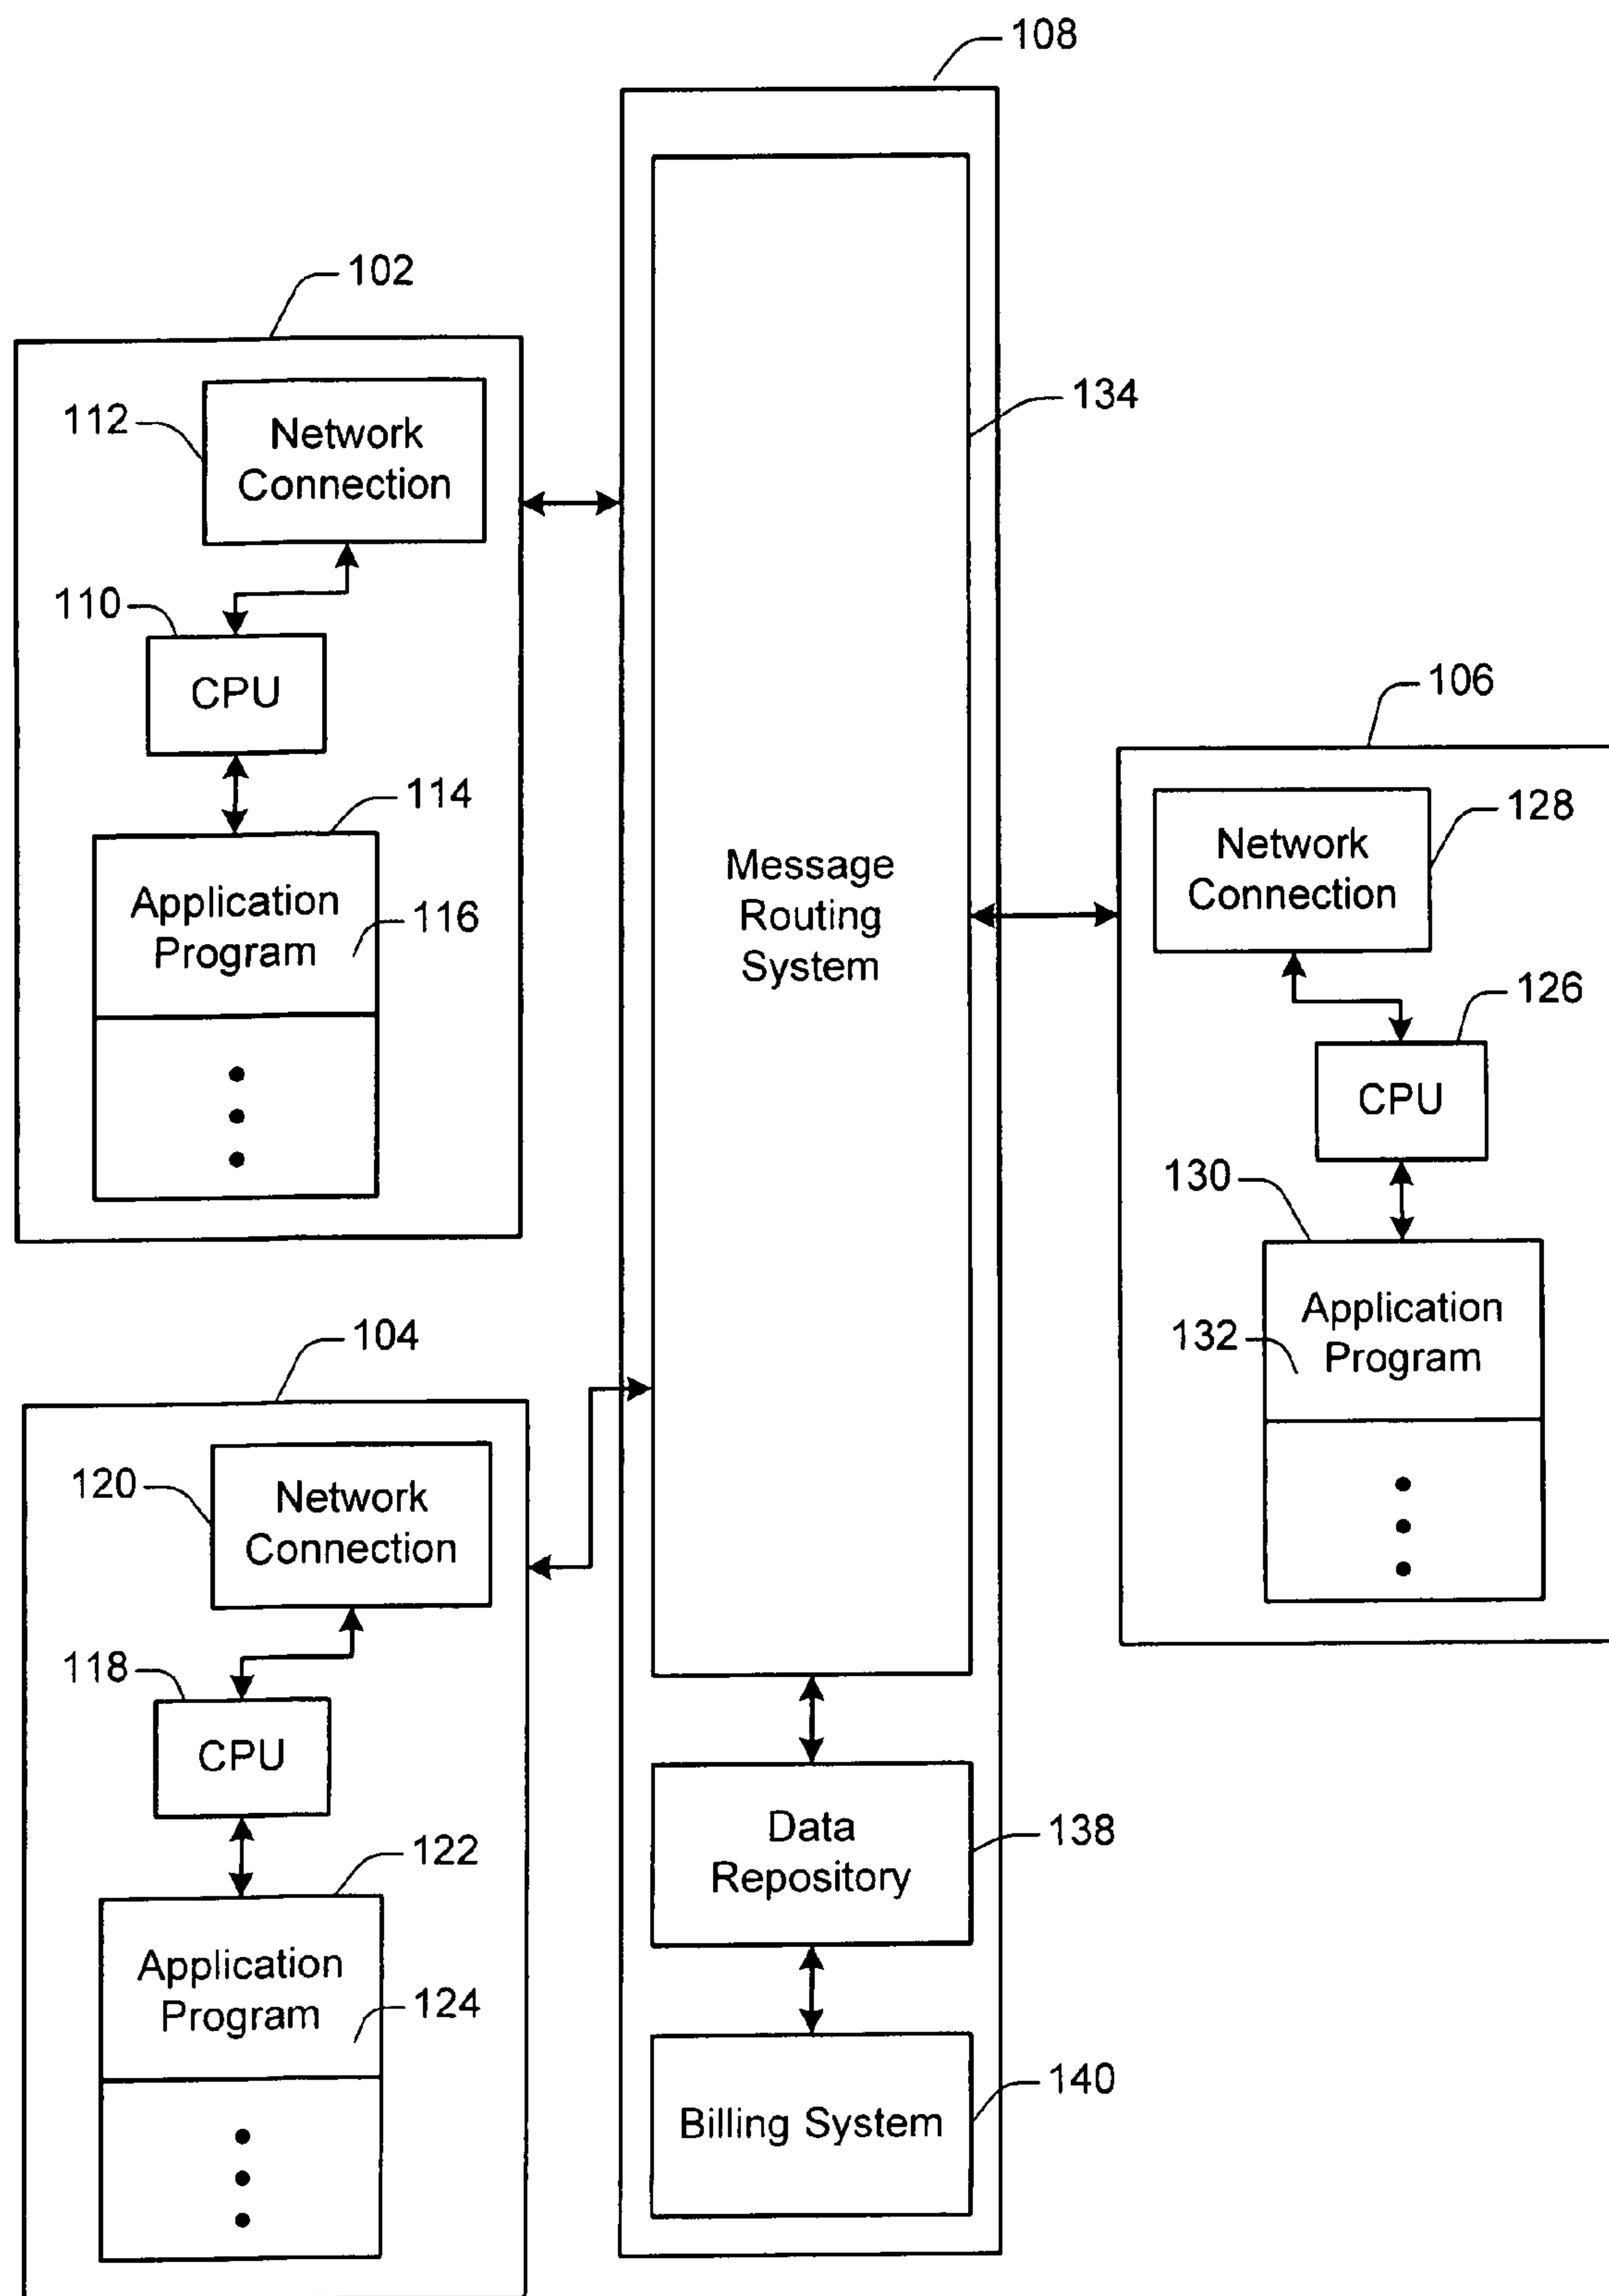 108
102
134
112
Network
Connection
110
CPU
114
Application
Program
116
Message
Routing
System
106
128
Network
Connection
126
CPU
130
Application
Program
132
104
120
Network
Connection
118
CPU
122
Application
Program
124
Data
Repository
138
Billing System
140